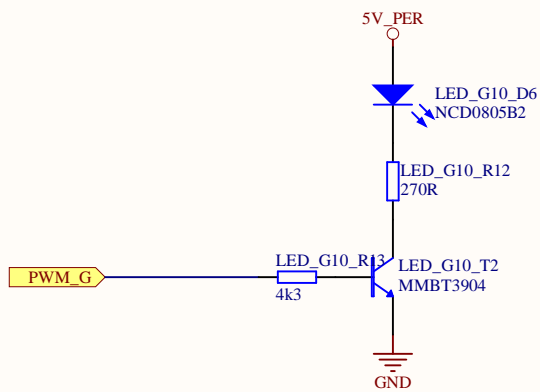 5V_PER
LED_G10_D6
NCD0805B2
LED_G10_R12
270R
LED_G10_R13
4k3
LED_G10_T2
MMBT3904
PWM_G
GND